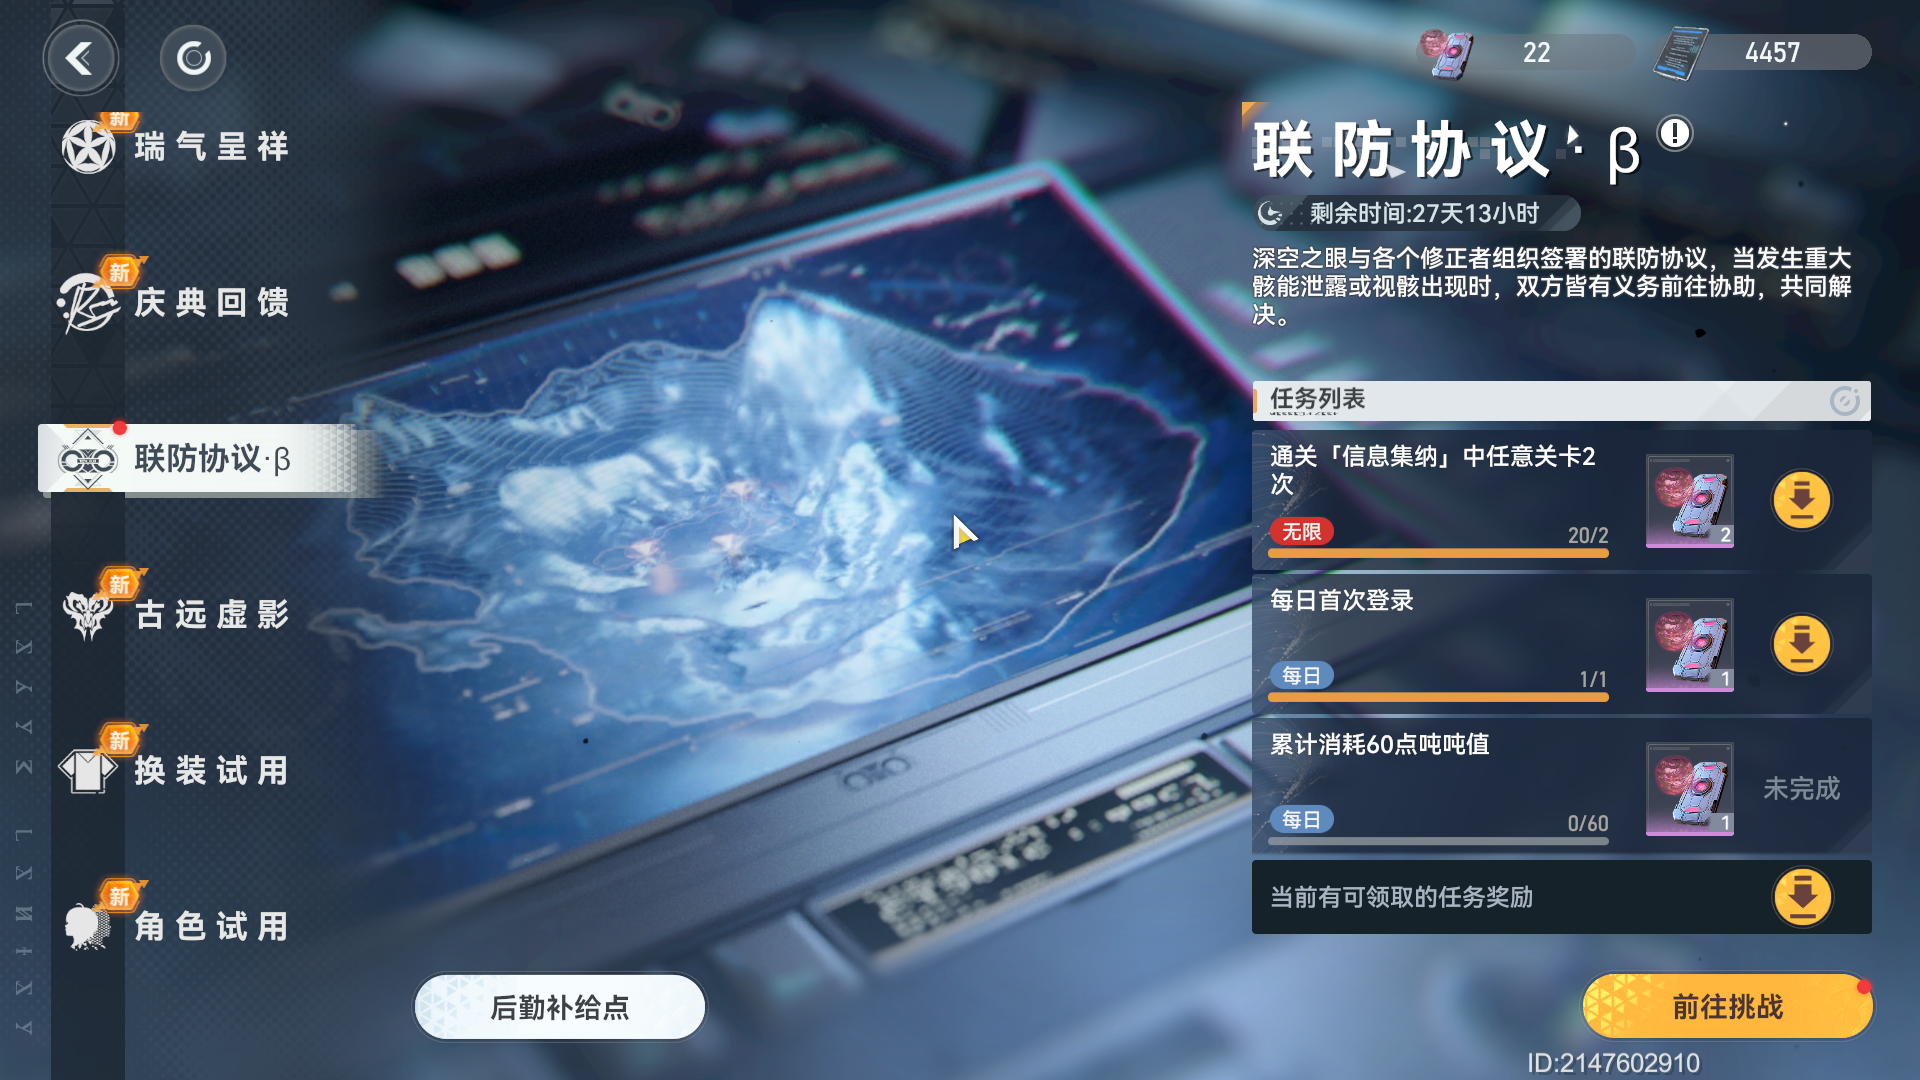 22
4457
新
瑞气呈祥
新
庆典回馈
联防协议·β
新
古远虚影
新
换装试用
新
角色试用
后勤补给点
联防协议·β
剩余时间:27天13小时
深空之眼与各个修正者组织签署的联防协议，当发生重大
骸能泄露或视骸出现时，双方皆有义务前往协助，共同解
决。
任务列表
通关「信息集纳」中任意关卡2
次
无限
20/2
2
每日首次登录
每日
1/1
1
累计消耗60点吨吨值
每日
0/60
1
未完成
当前有可领取的任务奖励
前往挑战
ID:2147602910